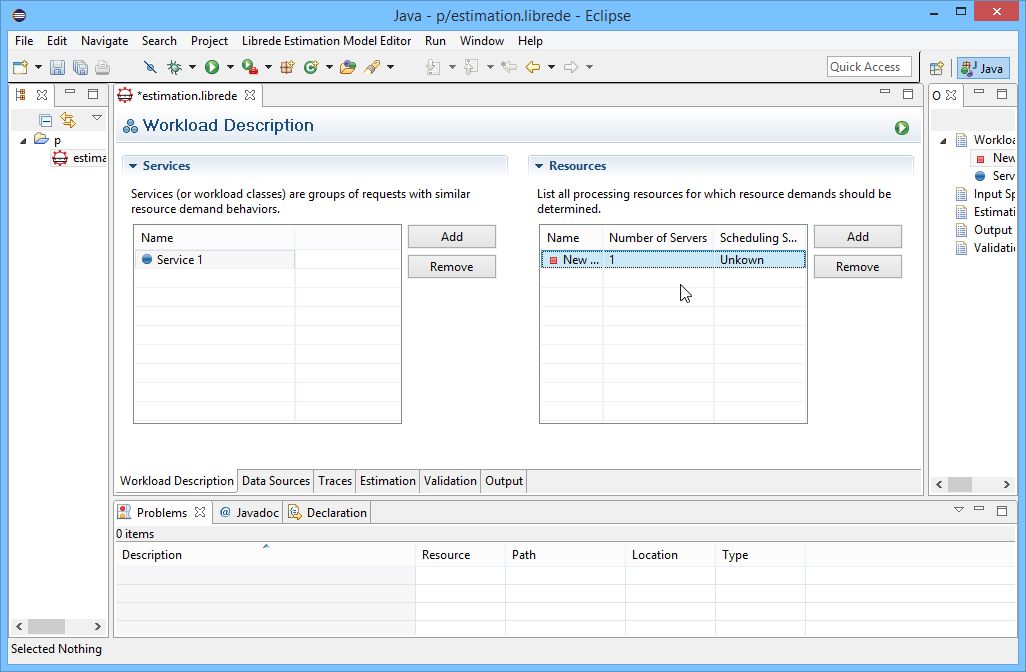 Java - p/estimation.librede - Eclipse
File Edit Navigate Search Project Librede Estimation Model Editor Run Window Help
Quick Access Java
*estimation.librede
Workload Description
p
estima
Services
Services (or workload classes) are groups of requests with similar
resource demand behaviors.
Name
Service 1
Add
Remove
Resources
List all processing resources for which resource demands should be
determined.
Name Number of Servers Scheduling S...
New ... 1 Unkown
Add
Remove
O
Worklo
New
Serv
Input Sp
Estimati
Output
Validati
Workload Description Data Sources Traces Estimation Validation Output
Problems @ Javadoc Declaration
0 items
Description Resource Path Location Type
Selected Nothing